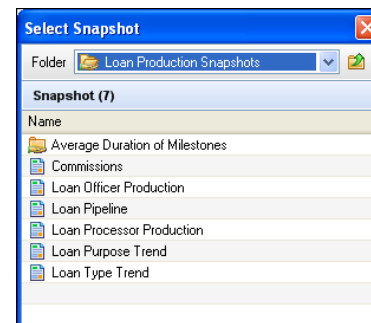 Select Snapshot
Folder Loan Production Snapshots
Snapshot (7)
Name
Average Duration of Milestones
Commissions
Loan Officer Production
Loan Pipeline
Loan Processor Production
Loan Purpose Trend
Loan Type Trend